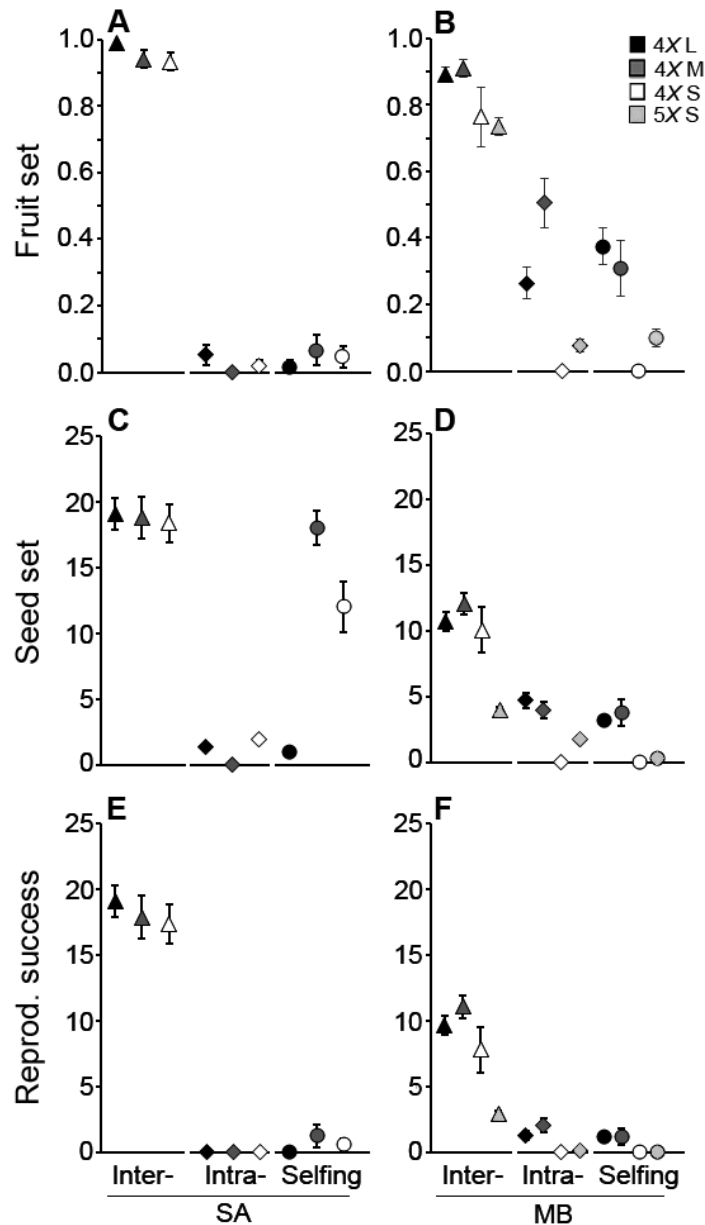 A
B
4X L
4X M
4X S
5X S
1.0
0.8
0.6
0.4
0.2
0.0
Fruit set
1.0
0.8
0.6
0.4
0.2
0.0
C
D
25
20
15
10
5
0
Seed set
25
20
15
10
5
0
E
F
25
20
15
10
5
0
Reprod. success
25
20
15
10
5
0
Inter- Intra- Selfing
SA
Inter- Intra- Selfing
MB